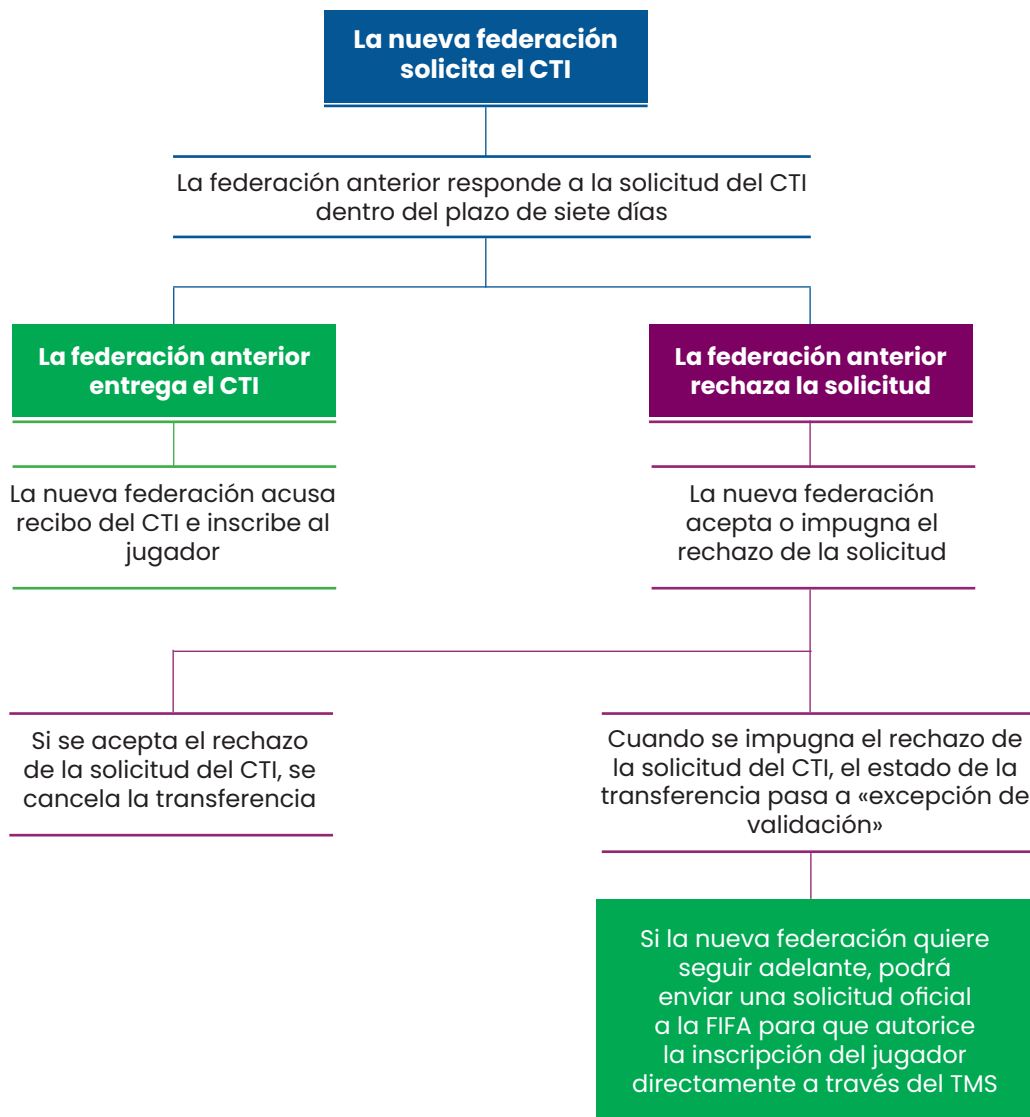 La nueva federación
solicita el CTI
La federación anterior responde a la solicitud del CTI
dentro del plazo de siete días
La federación anterior
entrega el CTI
La federación anterior
rechaza la solicitud
La nueva federación acusa
recibo del CTI e inscribe al
jugador
La nueva federación
acepta o impugna el
rechazo de la solicitud
Si se acepta el rechazo
de la solicitud del CTI, se
cancela la transferencia
Cuando se impugna el rechazo de
la solicitud del CTI, el estado de la
transferencia pasa a «excepción de
validación»
Si la nueva federación quiere
seguir adelante, podrá
enviar una solicitud oficial
a la FIFA para que autorice
la inscripción del jugador
directamente a través del TMS